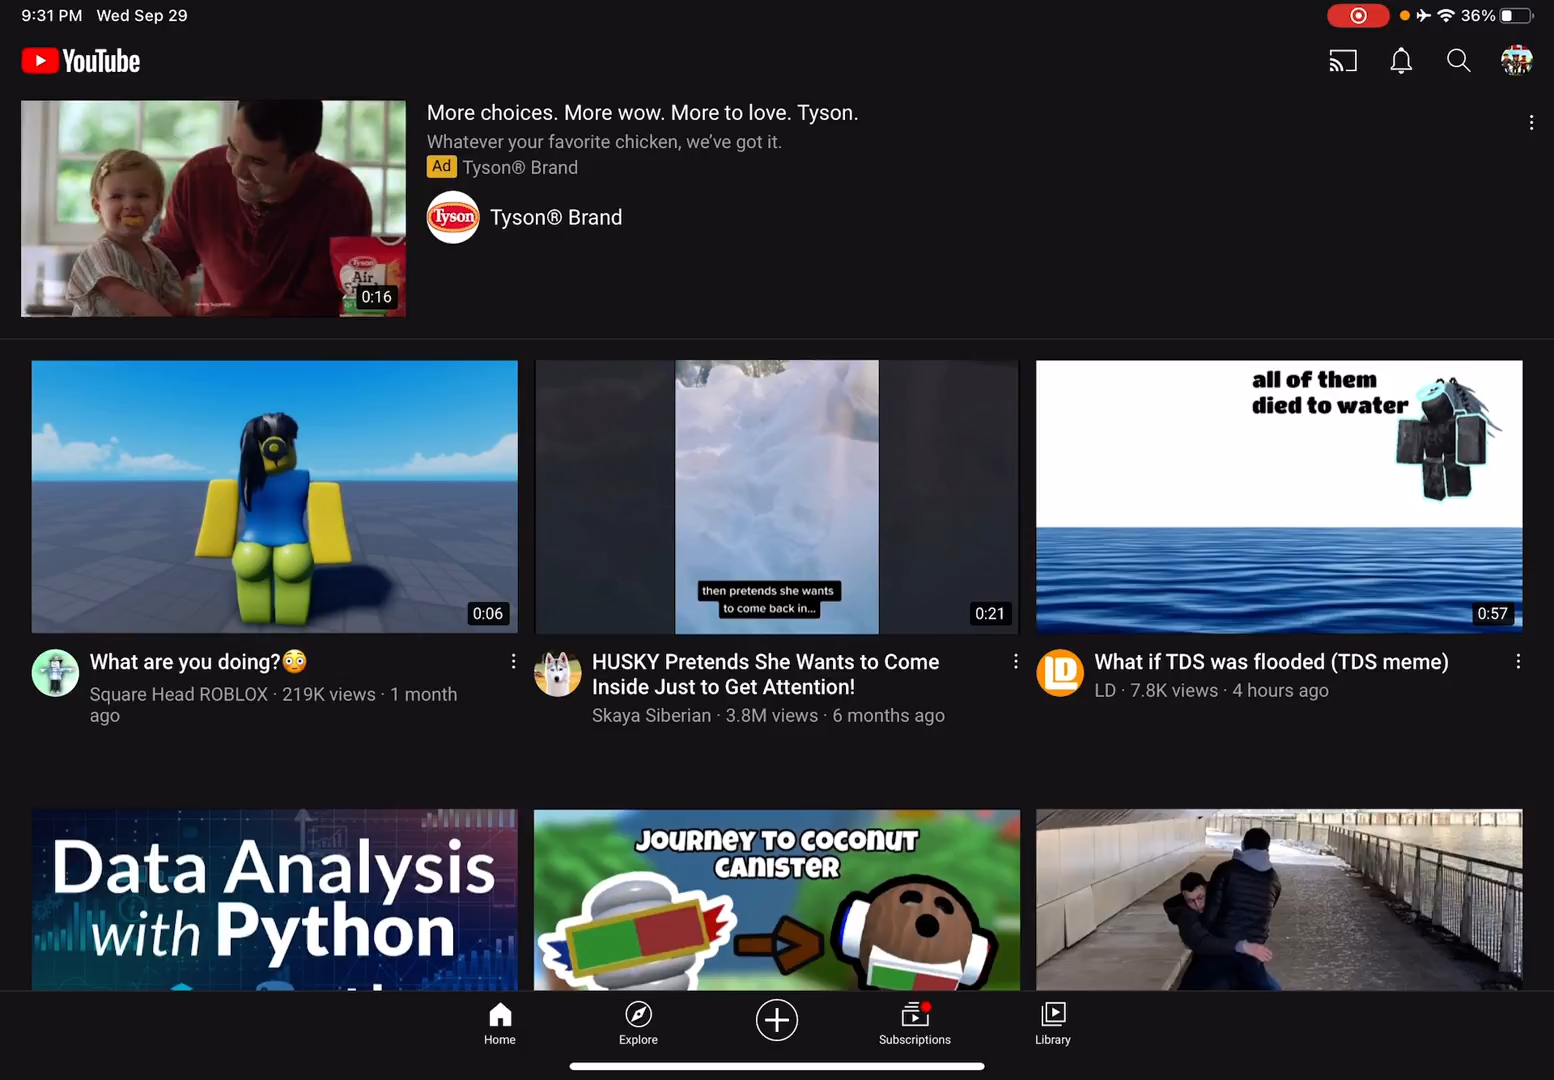 9:31 PM Wed Sep 29
36%
YouTube
More choices. More wow. More to love. Tyson.
Whatever your favorite chicken, we’ve got it.
Ad Tyson® Brand
Tyson Tyson® Brand
Air
0:16
all of them
died to water
then pretends she wants
to come back in...
0:06
0:21
0:57
What are you doing?😳
Square Head ROBLOX · 219K views · 1 month
ago
HUSKY Pretends She Wants to Come
Inside Just to Get Attention!
Skaya Siberian · 3.8M views · 6 months ago
LD
What if TDS was flooded (TDS meme)
LD · 7.8K views · 4 hours ago
Data Analysis
with Python
JOURNEY TO COCONUT
CANISTER
Home
Explore
Subscriptions
Library